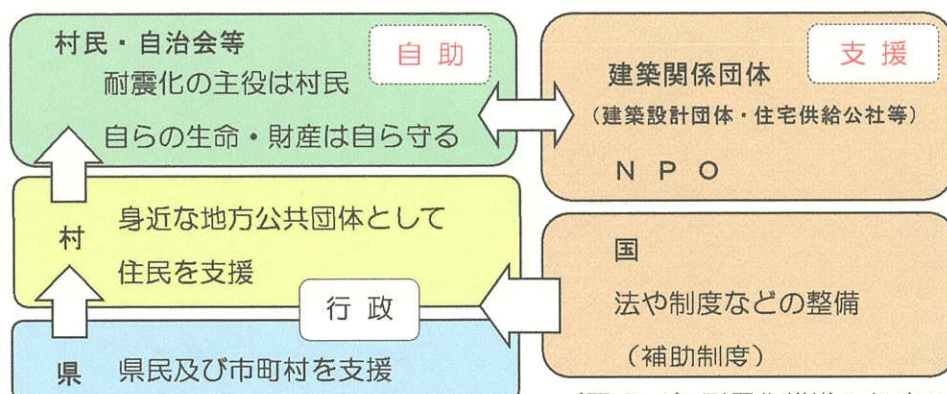 村民・自治会等
自 助
耐震化の主役は村民
自らの生命・財産は自ら守る
支 援
建築関係団体
（建築設計団体・住宅供給公社等）
Ｎ Ｐ Ｏ
村
身近な地方公共団体として
住民を支援
行 政
県
県民及び市町村を支援
国
法や制度などの整備
（補助制度）